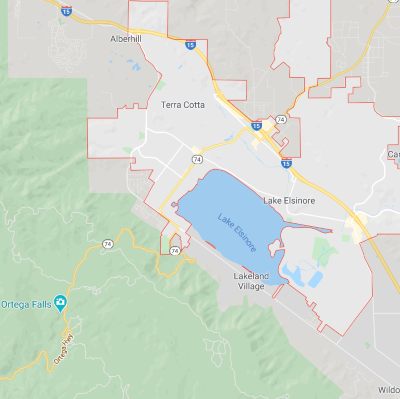 15
Alberhill
15
15
Terra Cotta
74
15
74
15
Ca
Lake Elsinore
Lake Elsinore
74
74
Lakeland
Village
Ortega Falls
Ortega Hwy
Wildo